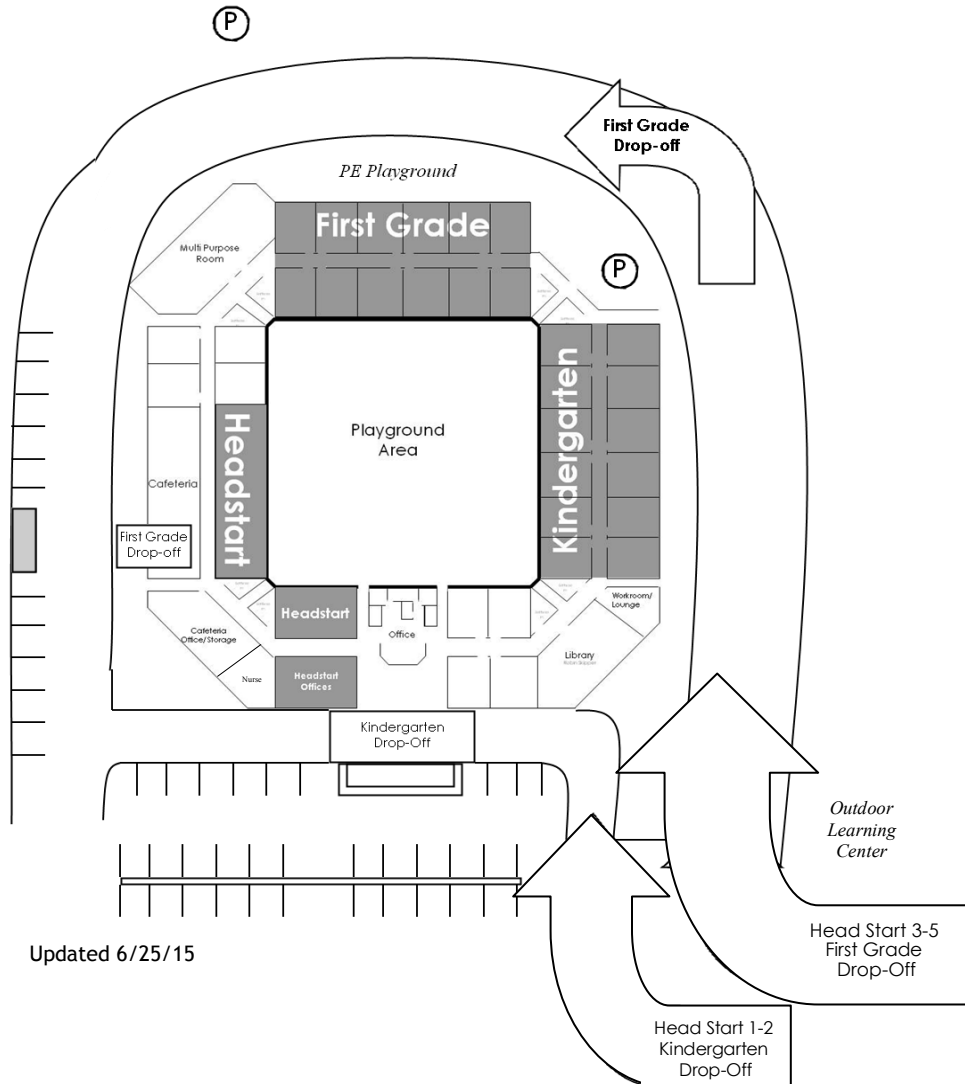 P
First Grade
Drop-off
PE Playground
First Grade
Multi Purpose
Room
P
Kindergarten
Playground
Area
Headstart
Cafeteria
First Grade
Drop-off
Headstart
Workroom/
Lounge
Cafeteria
Office/Storage
Office
Library
Nurse
Headstart
Offices
Kindergarten
Drop-Off
Outdoor
Learning
Center
Head Start 3-5
First Grade
Drop-Off
Updated 6/25/15
Head Start 1-2
Kindergarten
Drop-Off